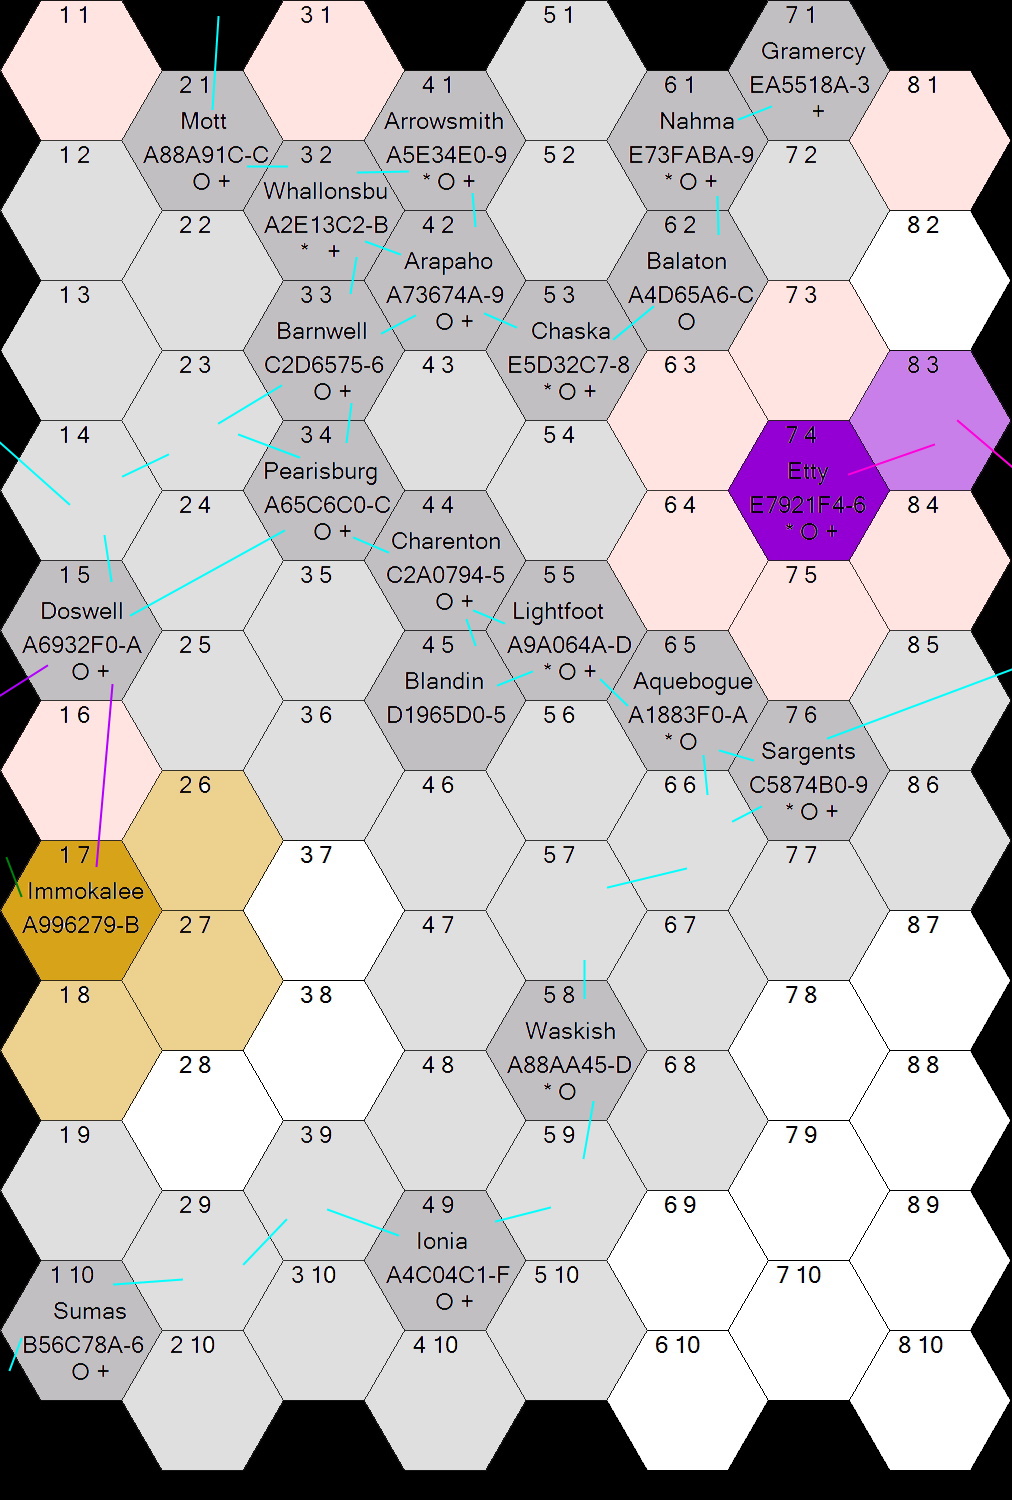 1 1
3 1
5 1
7 1
Gramercy
EA5518A-3
+
2 1
Mott
A88A91C-C
O +
4 1
Arrowsmith
A5E34E0-9
* O +
6 1
Nahma
E73FABA-9
* O +
8 1
1 2
3 2
Whallonsbu
A2E13C2-B
* +
5 2
7 2
2 2
4 2
Arapaho
A73674A-9
O +
6 2
Balaton
A4D65A6-C
O
8 2
1 3
3 3
Barnwell
C2D6575-6
O +
5 3
Chaska
E5D32C7-8
* O +
7 3
2 3
4 3
6 3
8 3
1 4
3 4
Pearisburg
A65C6C0-C
O +
5 4
7 4
Etty
E7921F4-6
* O +
2 4
4 4
Charenton
C2A0794-5
O +
6 4
8 4
1 5
Doswell
A6932F0-A
O +
3 5
5 5
Lightfoot
A9A064A-D
* O +
7 5
2 5
4 5
Blandin
D1965D0-5
6 5
Aquebogue
A1883F0-A
* O
8 5
1 6
3 6
5 6
7 6
Sargents
C5874B0-9
* O +
2 6
4 6
6 6
8 6
1 7
Immokalee
A996279-B
3 7
5 7
7 7
2 7
4 7
6 7
8 7
1 8
3 8
5 8
Waskish
A88AA45-D
* O
7 8
2 8
4 8
6 8
8 8
1 9
3 9
5 9
7 9
2 9
4 9
Ionia
A4C04C1-F
O +
6 9
8 9
1 10
Sumas
B56C78A-6
O +
3 10
5 10
7 10
2 10
4 10
6 10
8 10